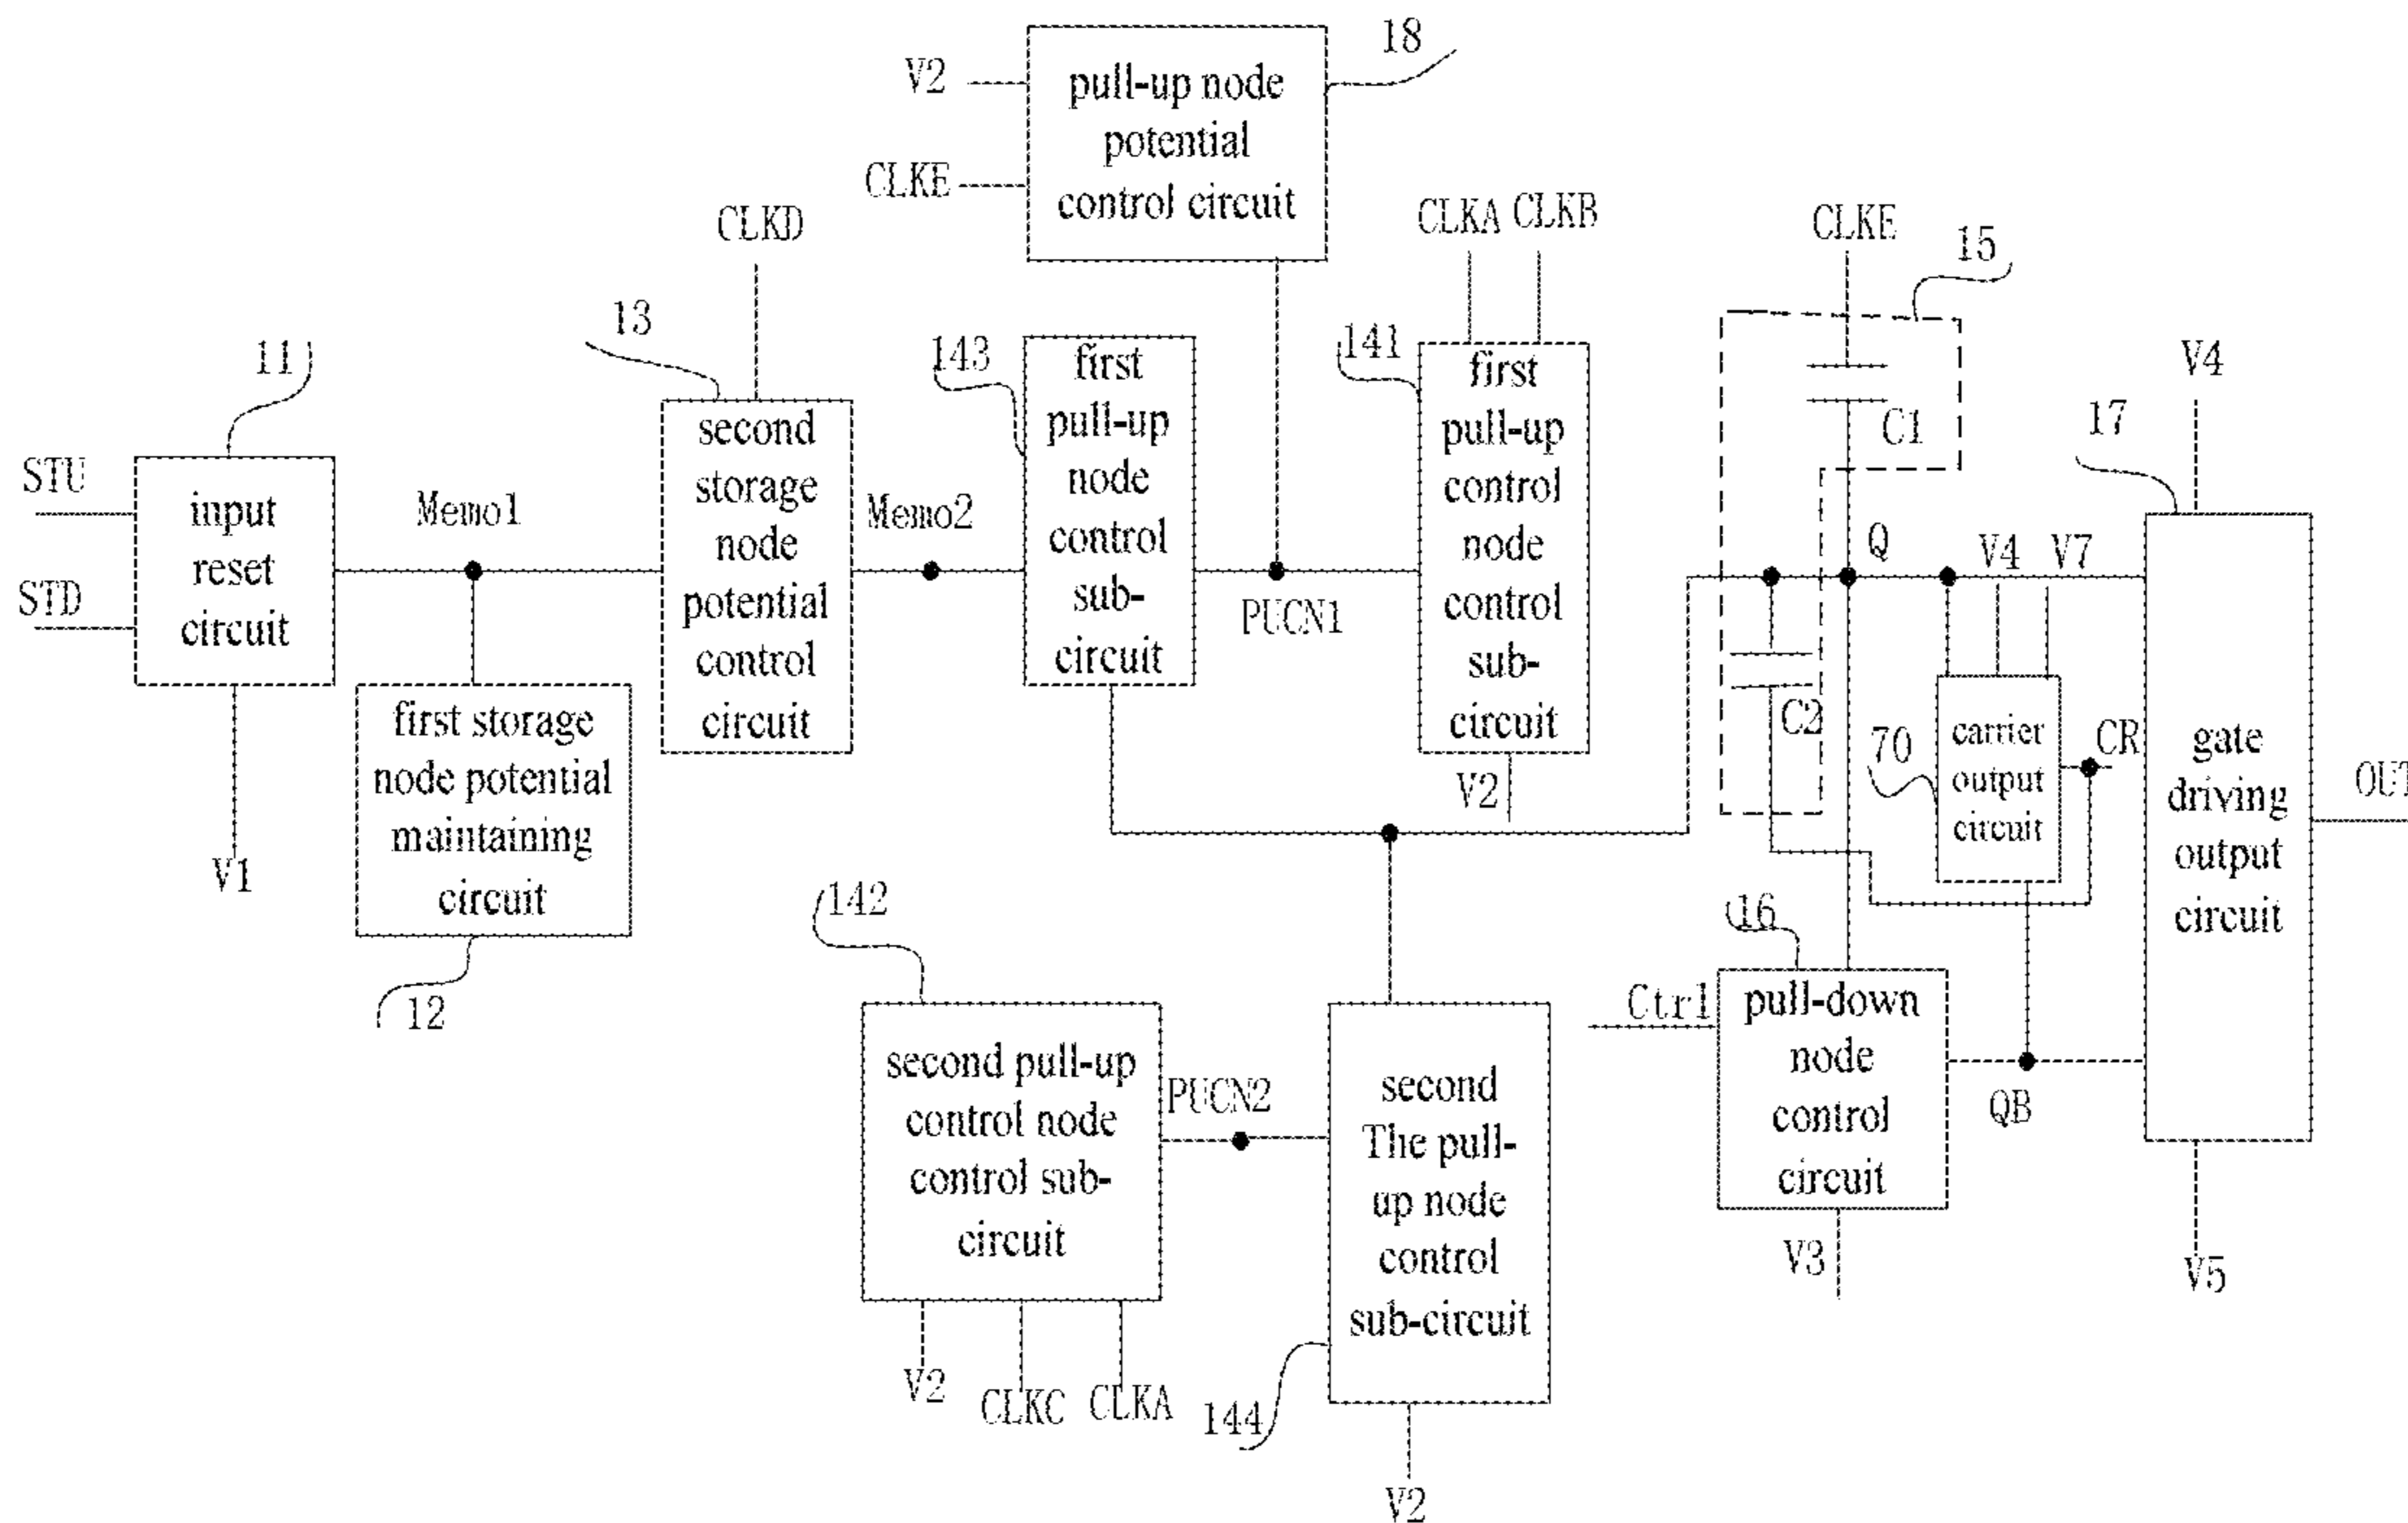 18
V2
pull-up node
potential
control circuit
CLKE
CLKD
CLKA
CLKB
CLKE
15
13
11
143
141
V4
17
C1
STU
STD
input
reset
circuit
Memo1
second
storage
node
potential
control
circuit
Memo2
first
pull-up
node
control
sub-
circuit
PUCN1
first
pull-up
control
node
control
sub-
circuit
Q
V4
V7
V1
first storage
node potential
maintaining
circuit
12
V2
C2
70
carrier
output
circuit
CR
gate
driving
output
circuit
OUT
142
second pull-up
control node
control sub-
circuit
PUCN2
V2
CLKC
CLKA
second
The pull-
up node
control
sub-circuit
144
V2
16
Ctrl
pull-down
node
control
circuit
QB
V3
V5